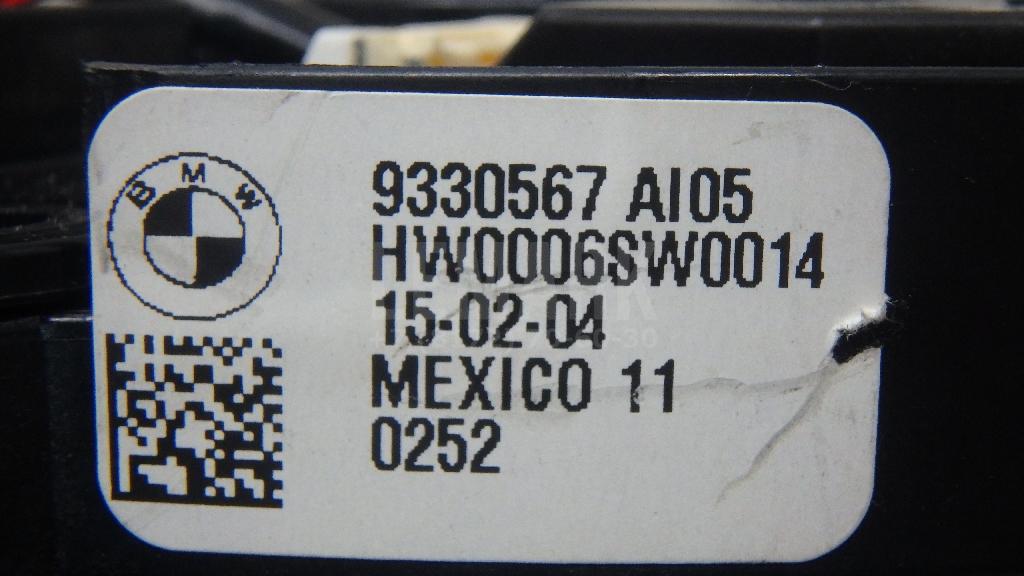 BMW
9330567 AI05
HW0006SW0014
15-02-04
MEXICO 11
0252